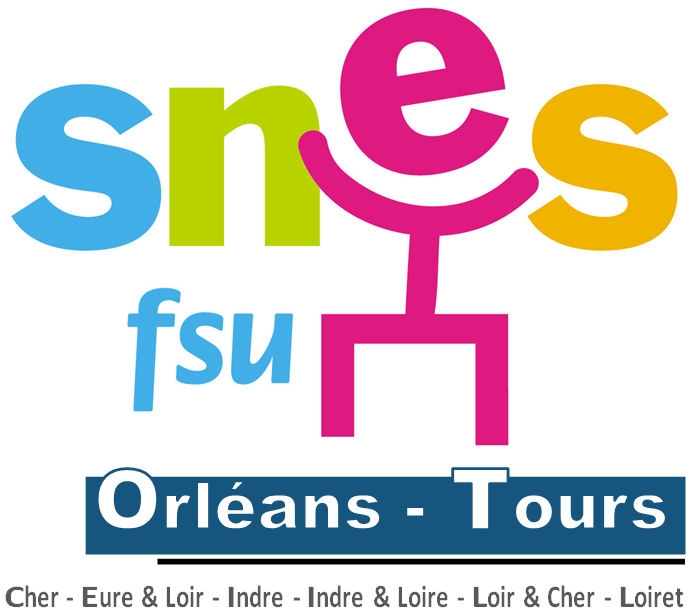 snes
fsu
Orléans - Tours
Cher - Eure & Loir - Indre - Indre & Loire - Loir & Cher - Loiret